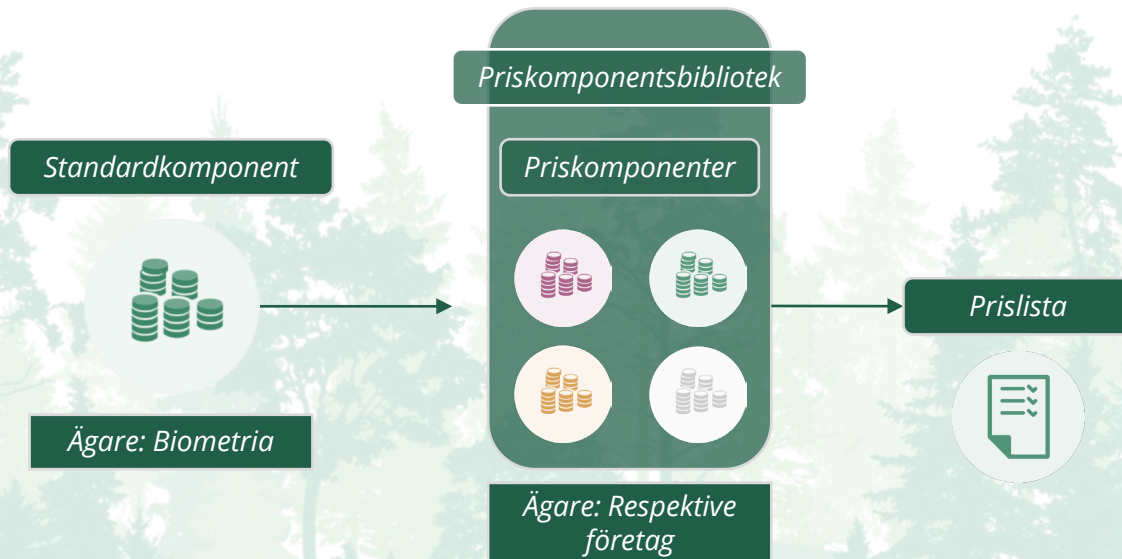 Standardkomponent
Ägare: Biometria
Priskomponentsbibliotek
Priskomponenter
Ägare: Respektive
företag
Prislista